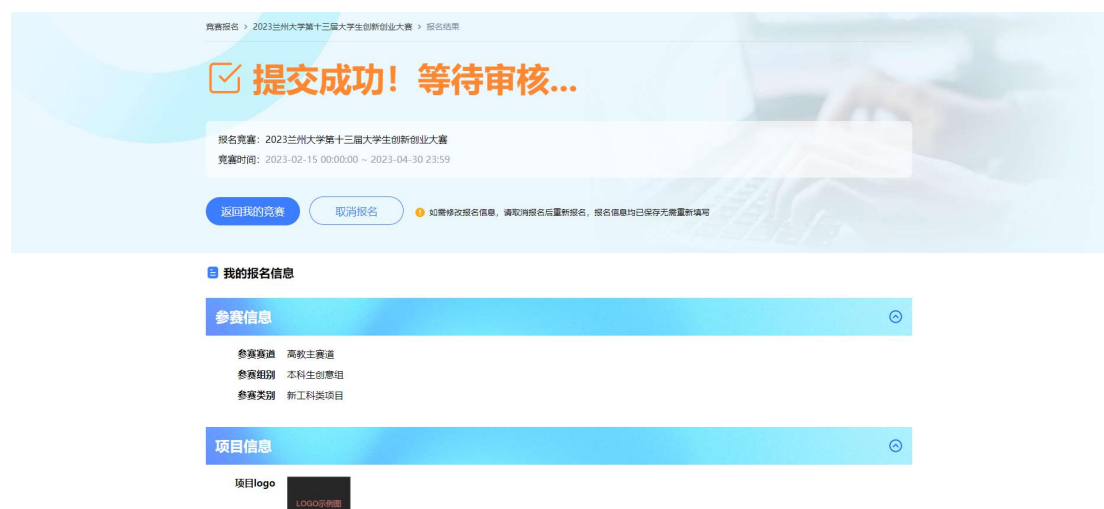 竞赛报名 > 2023兰州大学第十三届大学生创新创业大赛 > 报名结果
提交成功！等待审核...
报名竞赛：2023兰州大学第十三届大学生创新创业大赛
竞赛时间：2023-02-15 00:00:00 ~ 2023-04-30 23:59
返回我的竞赛 取消报名 如需修改报名信息，请取消报名后重新报名，报名信息均已保存无需重新填写
我的报名信息
参赛信息
参赛赛道 高教主赛道
参赛组别 本科生创意组
参赛类别 新工科类项目
项目信息
项目logo
LOGO示例图